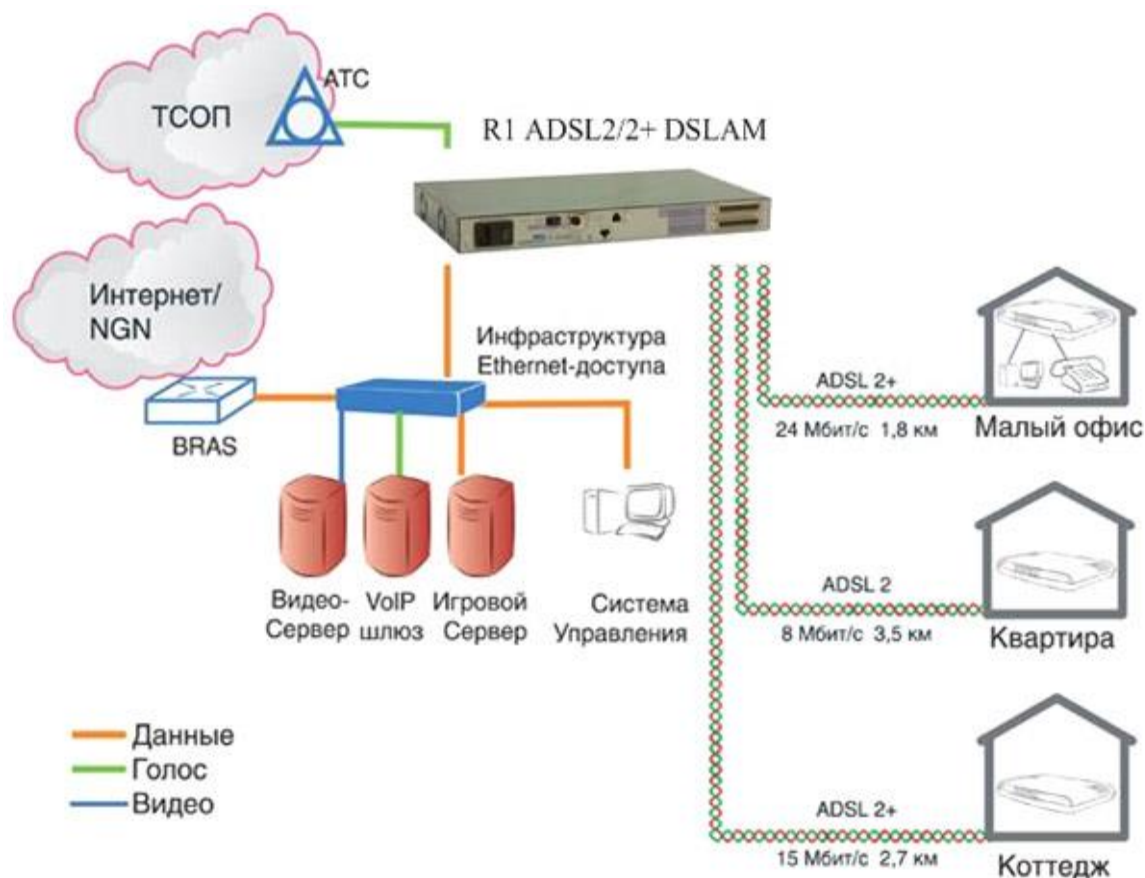 АТС
ТСОП
R1 ADSL2/2+ DSLAM
Интернет/
NGN
Инфраструктура
Ethernet-доступа
BRAS
Видео-
Сервер
VoIP
шлюз
Игровой
Сервер
Система
Управления
ADSL 2+
24 Мбит/с 1,8 км
Малый офис
ADSL 2
8 Мбит/с 3,5 км
Квартира
ADSL 2+
15 Мбит/с 2,7 км
Коттедж
Данные
Голос
Видео